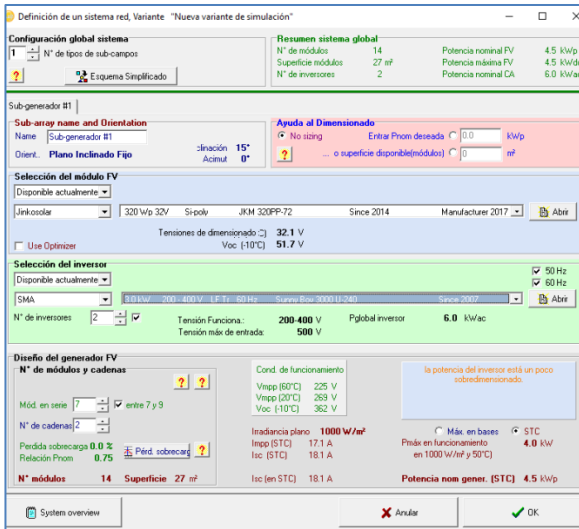 Definición de un sistema red, Variante "Nueva variante de simulación"
Configuración global sistema
1 N° de tipos de sub-campos
? Esquema Simplificado
Resumen sistema global
N° de módulos 14 Potencia nominal FV 4.5 kWp
Superficie módulos 27 m² Potencia máxima FV 4.5 kWdc
N° de inversores 2 Potencia nominal CA 6.0 kWac
Sub-generador #1
Sub-array name and Orientation
Name Sub-generador #1
Orient.. Plano Inclinado Fijo
15°
Acimut 0°
Ayuda al Dimensionado
No sizing Entrar Pnom deseada 0.0 kWp
? ... o superficie disponible(módulos) 0 m²
Selección del módulo FV
Disponible actualmente
Jinkosolar 320 Wp 32V Si-poly JKM 320PP-72 Since 2014 Manufacturer 2017 Abrir
Tensiones de dimensionado 32.1 V
Use Optimizer Voc (-10°C) 51.7 V
Selección del inversor
Disponible actualmente
50 Hz
60 Hz
SMA 3.0 kW 200 - 400 V LF Tr 60 Hz Sunny Boy 3000 U-240 Since 2007 Abrir
N° de inversores 2
Tensión Funciona.: 200-400 V Pglobal inversor 6.0 kWac
Tensión máx de entrada: 500 V
Diseño del generador FV
N° de módulos y cadenas
? ?
Mód. en serie 7 entre 7 y 9
N° de cadenas 2
Perdida sobrecarga 0.0 % Pérd. sobrecarg ?
Relación Pnom 0.75
N° módulos 14 Superficie 27 m²
Cond. de funcionamiento
Vmpp (60°C) 225 V
Vmpp (20°C) 269 V
Voc (-10°C) 362 V
Irradiancia plano 1000 W/m²
Impp (STC) 17.1 A
Isc (STC) 18.1 A
Isc (en STC) 18.1 A
la potencia del inversor está un poco
sobredimensionado.
Máx. en bases STC
Pmáx en funcionamiento 4.0 kW
en 1000 W/m² y 50°C)
Potencia nom gener. (STC) 4.5 kWp
System overview
Anular
OK